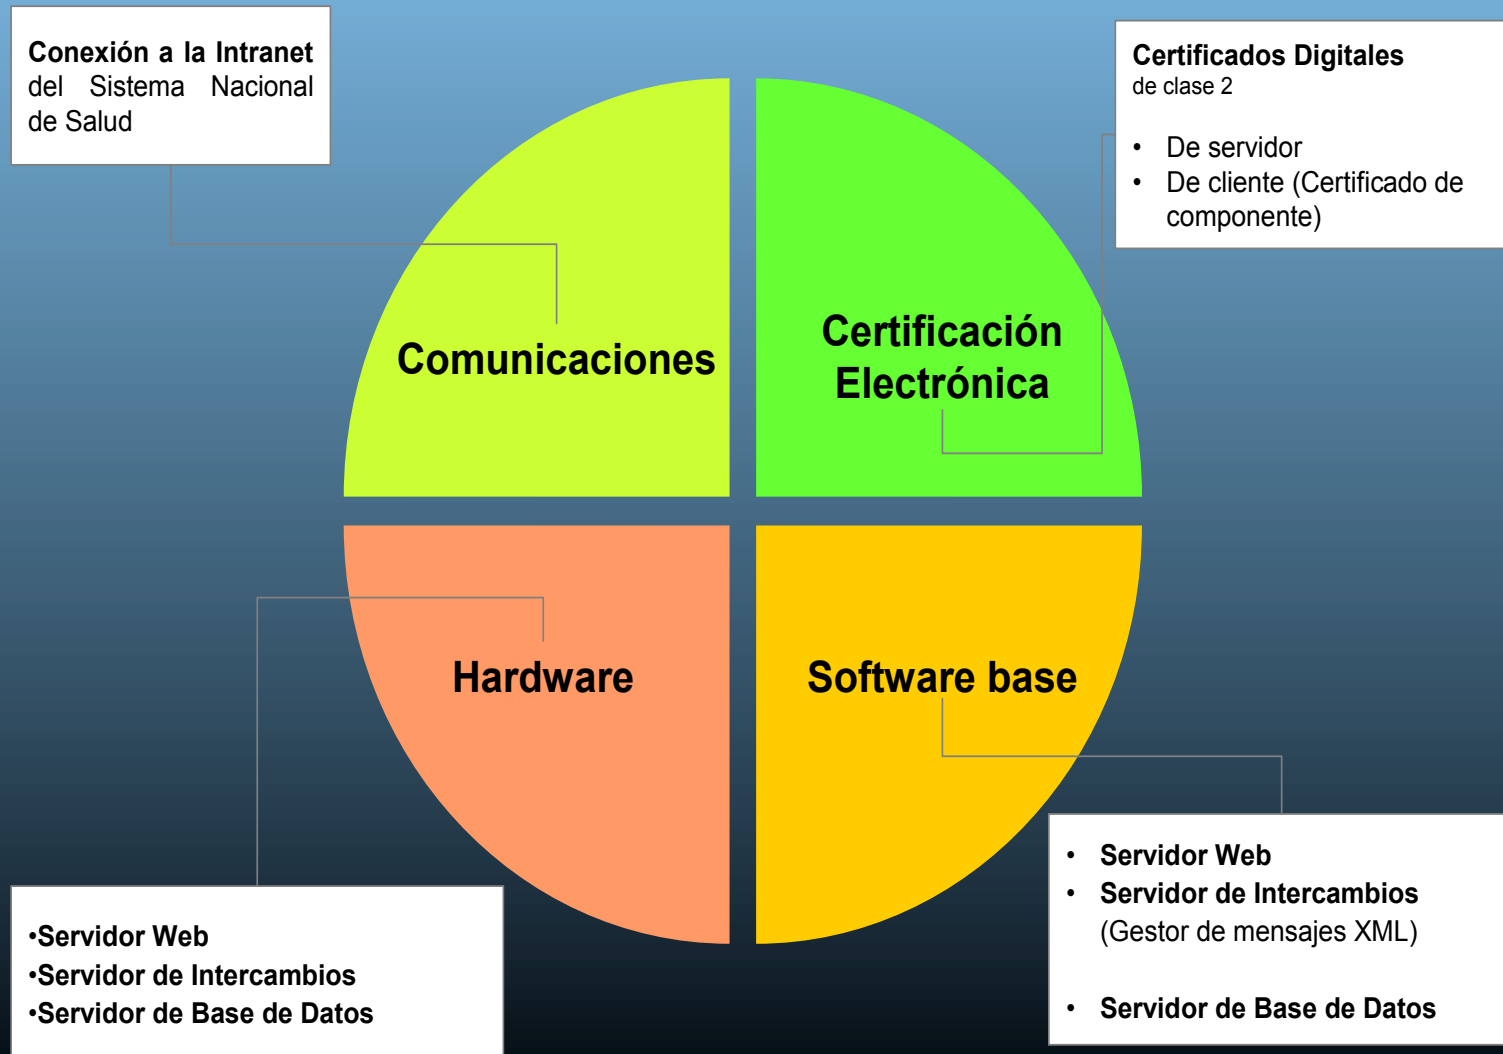 Conexión a la Intranet
del Sistema Nacional
de Salud
Certificados Digitales
de clase 2
• De servidor
• De cliente (Certificado de
componente)
Comunicaciones
Certificación
Electrónica
Hardware
Software base
•Servidor Web
•Servidor de Intercambios
•Servidor de Base de Datos
• Servidor Web
• Servidor de Intercambios
(Gestor de mensajes XML)
• Servidor de Base de Datos